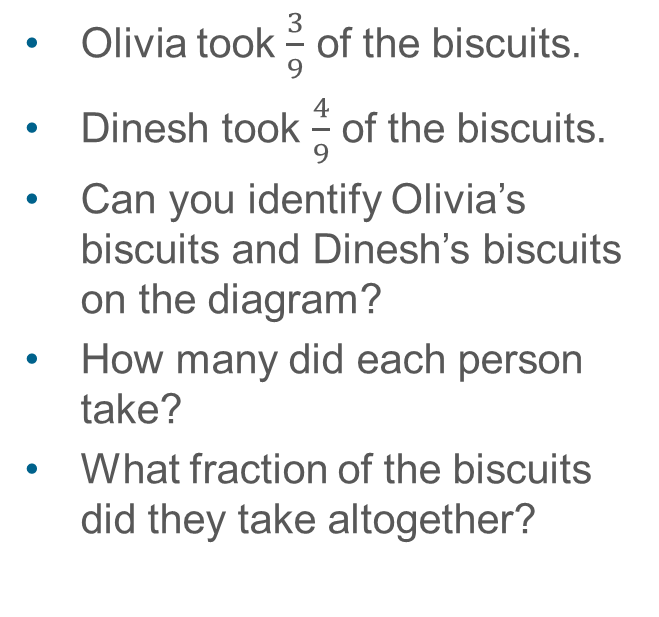 • Olivia took 3/9 of the biscuits.
• Dinesh took 4/9 of the biscuits.
• Can you identify Olivia’s
biscuits and Dinesh’s biscuits
on the diagram?
• How many did each person
take?
• What fraction of the biscuits
did they take altogether?